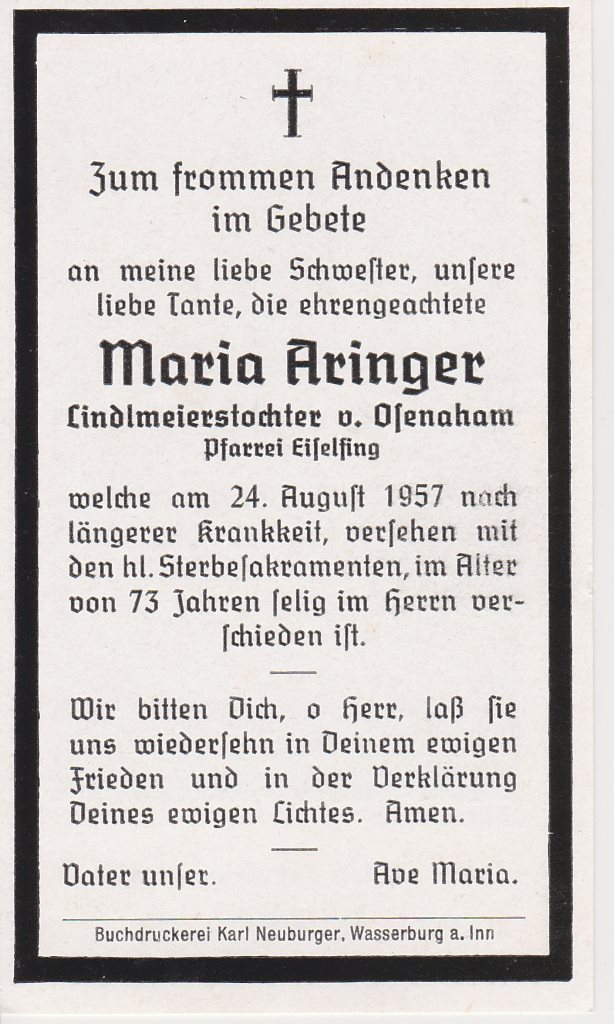 Zum frommen Andenken
im Gebete
an meine liebe Schwester, unsere
liebe Tante, die ehrengeachtete
Maria Aringer
Lindlmeierstochter v. Osenaham
Pfarrei Eiselfing
welche am 24. August 1957 nach
längerer Krankkeit, versehen mit
den hl. Sterbesakramenten, im Alter
von 73 Jahren selig im Herrn ver-
schieden ist.
Wir bitten Dich, o Herr, laß sie
uns wiedersehn in Deinem ewigen
Frieden und in der Verklärung
Deines ewigen Lichtes. Amen.
Vater unser. Ave Maria.
Buchdruckerei Karl Neuburger, Wasserburg a. Inn